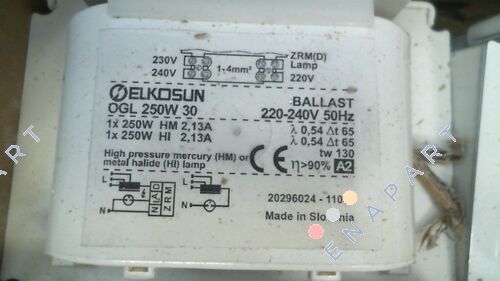 230V
240V
1-4mm²
ZRM(D)
Lamp
220V
ELKOSUN
OGL 250W 30
BALLAST
220-240V 50Hz
1x 250W HM 2,13A
λ 0,54 Δt 65
1x 250W HI 2,13A
λ 0,54 Δt 65
tw 130
High pressure mercury (HM) or
metal halide (HI) lamp
CE
η>90% A2
L
N
N L D
Z R M
L
N
20296024 - 110
Made in Slovenia
ENAPART